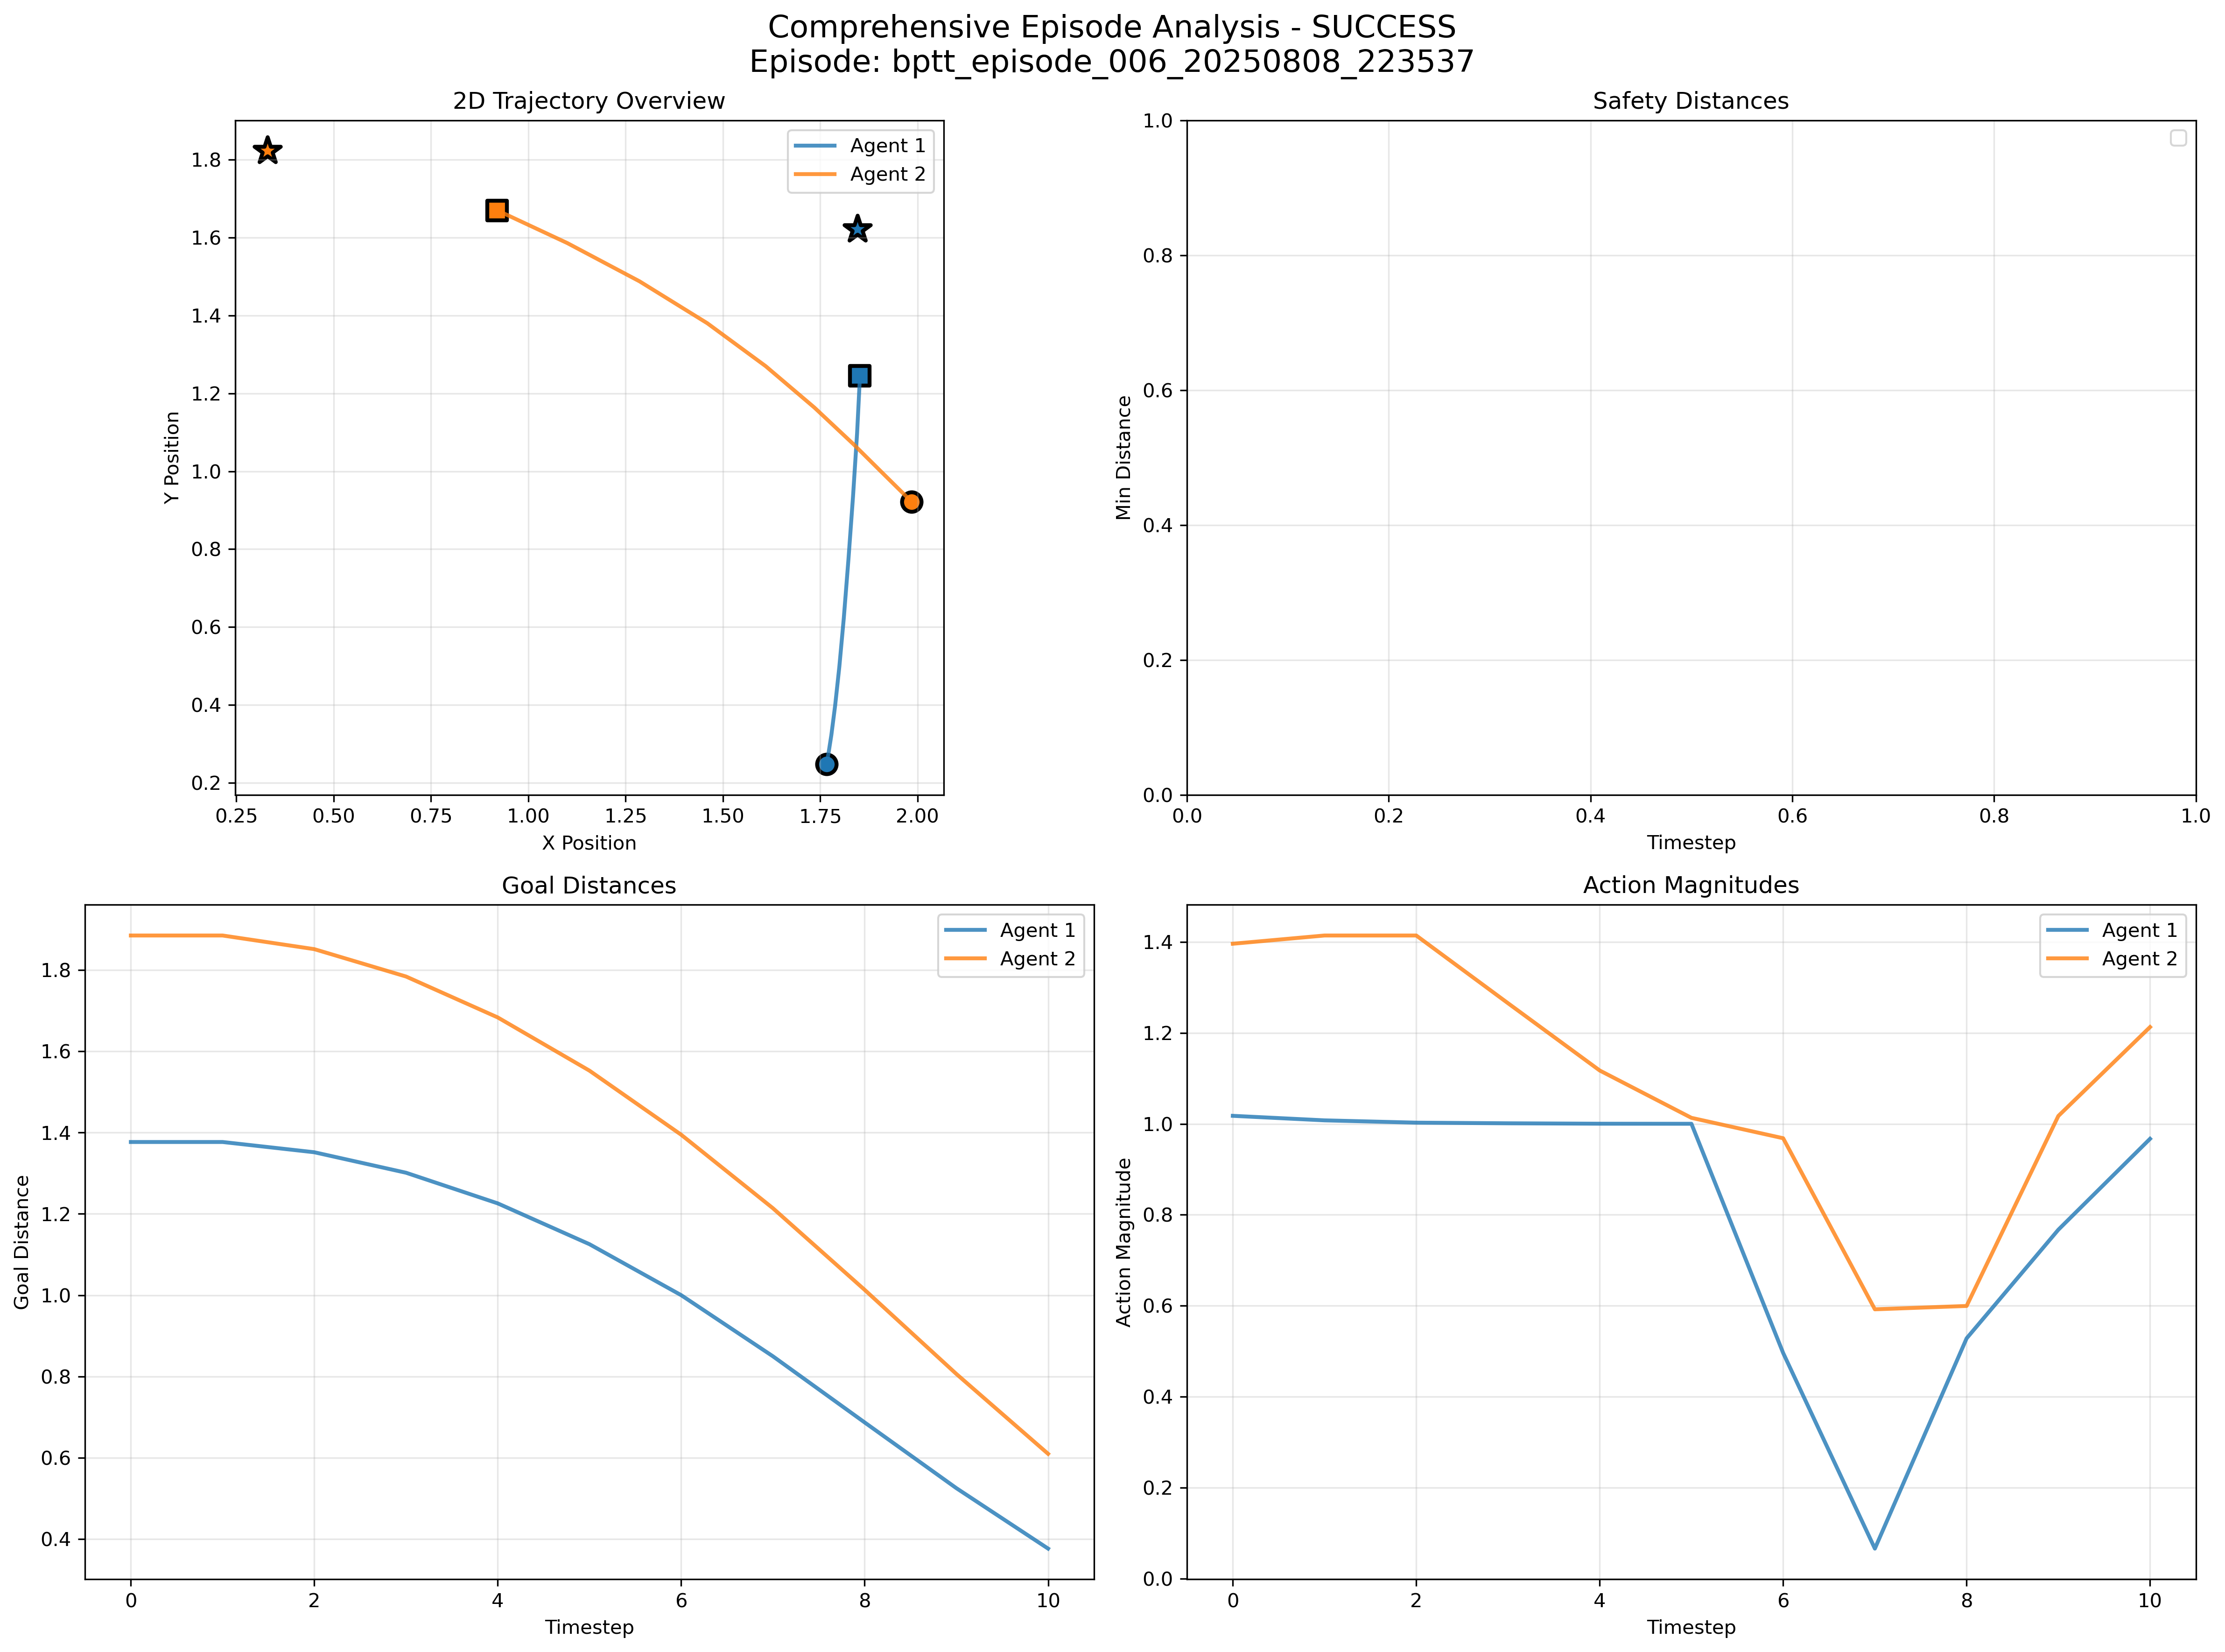 Comprehensive Episode Analysis - SUCCESS
Episode: bptt_episode_006_20250808_223537
2D Trajectory Overview
Agent 1
Agent 2
Y Position
1.8
1.6
1.4
1.2
1.0
0.8
0.6
0.4
0.2
0.25 0.50 0.75 1.00 1.25 1.50 1.75 2.00
X Position
Safety Distances
Min Distance
1.0
0.8
0.6
0.4
0.2
0.0
0.0 0.2 0.4 0.6 0.8 1.0
Timestep
Goal Distances
Agent 1
Agent 2
Goal Distance
1.8
1.6
1.4
1.2
1.0
0.8
0.6
0.4
0 2 4 6 8 10
Timestep
Action Magnitudes
Agent 1
Agent 2
Action Magnitude
1.4
1.2
1.0
0.8
0.6
0.4
0.2
0.0
0 2 4 6 8 10
Timestep